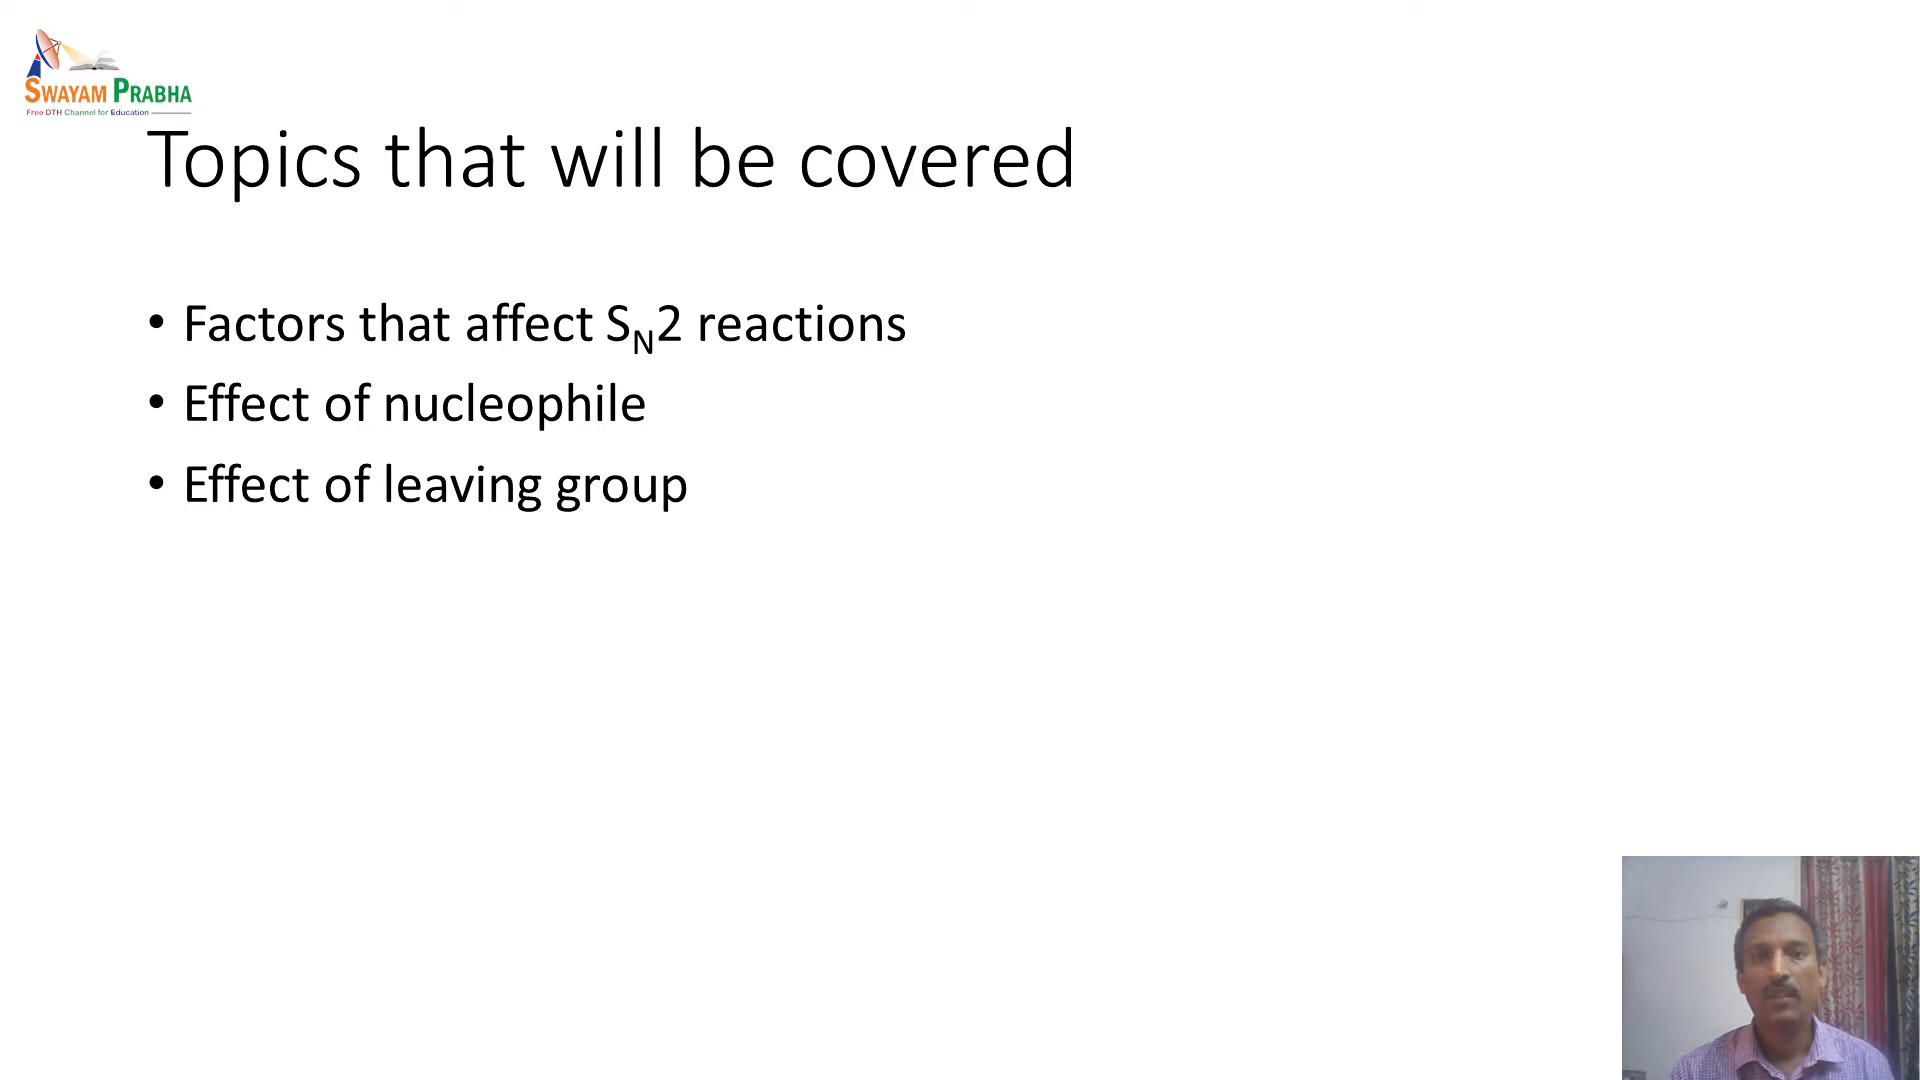 SWAYAM PRABHA
Free DTH Channel for Education
Topics that will be covered
• Factors that affect SN2 reactions
• Effect of nucleophile
• Effect of leaving group